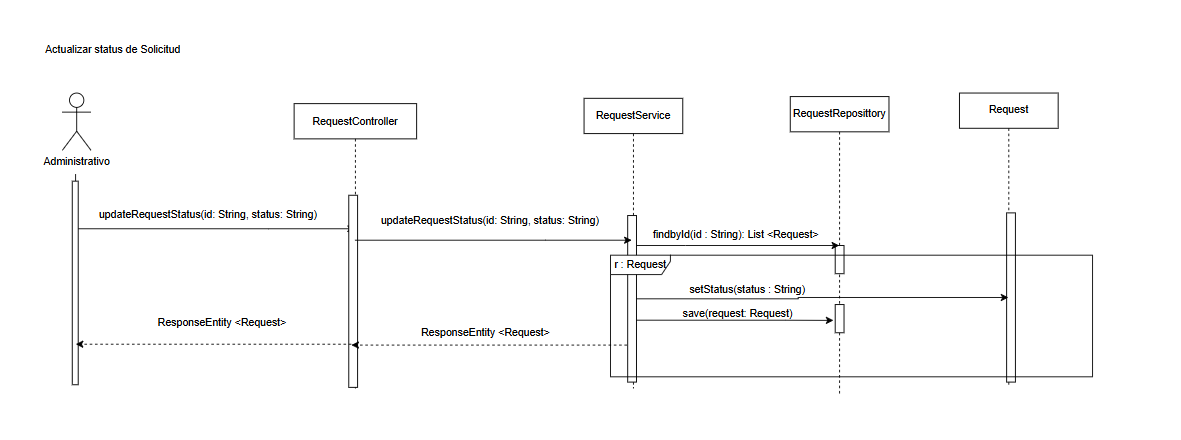 Actualizar status de Solicitud
Administrativo
RequestController
RequestService
RequestReposittory
Request
updateRequestStatus(id: String, status: String)
updateRequestStatus(id: String, status: String)
findbyId(id : String): List <Request>
r : Request
setStatus(status : String)
save(request: Request)
ResponseEntity <Request>
ResponseEntity <Request>